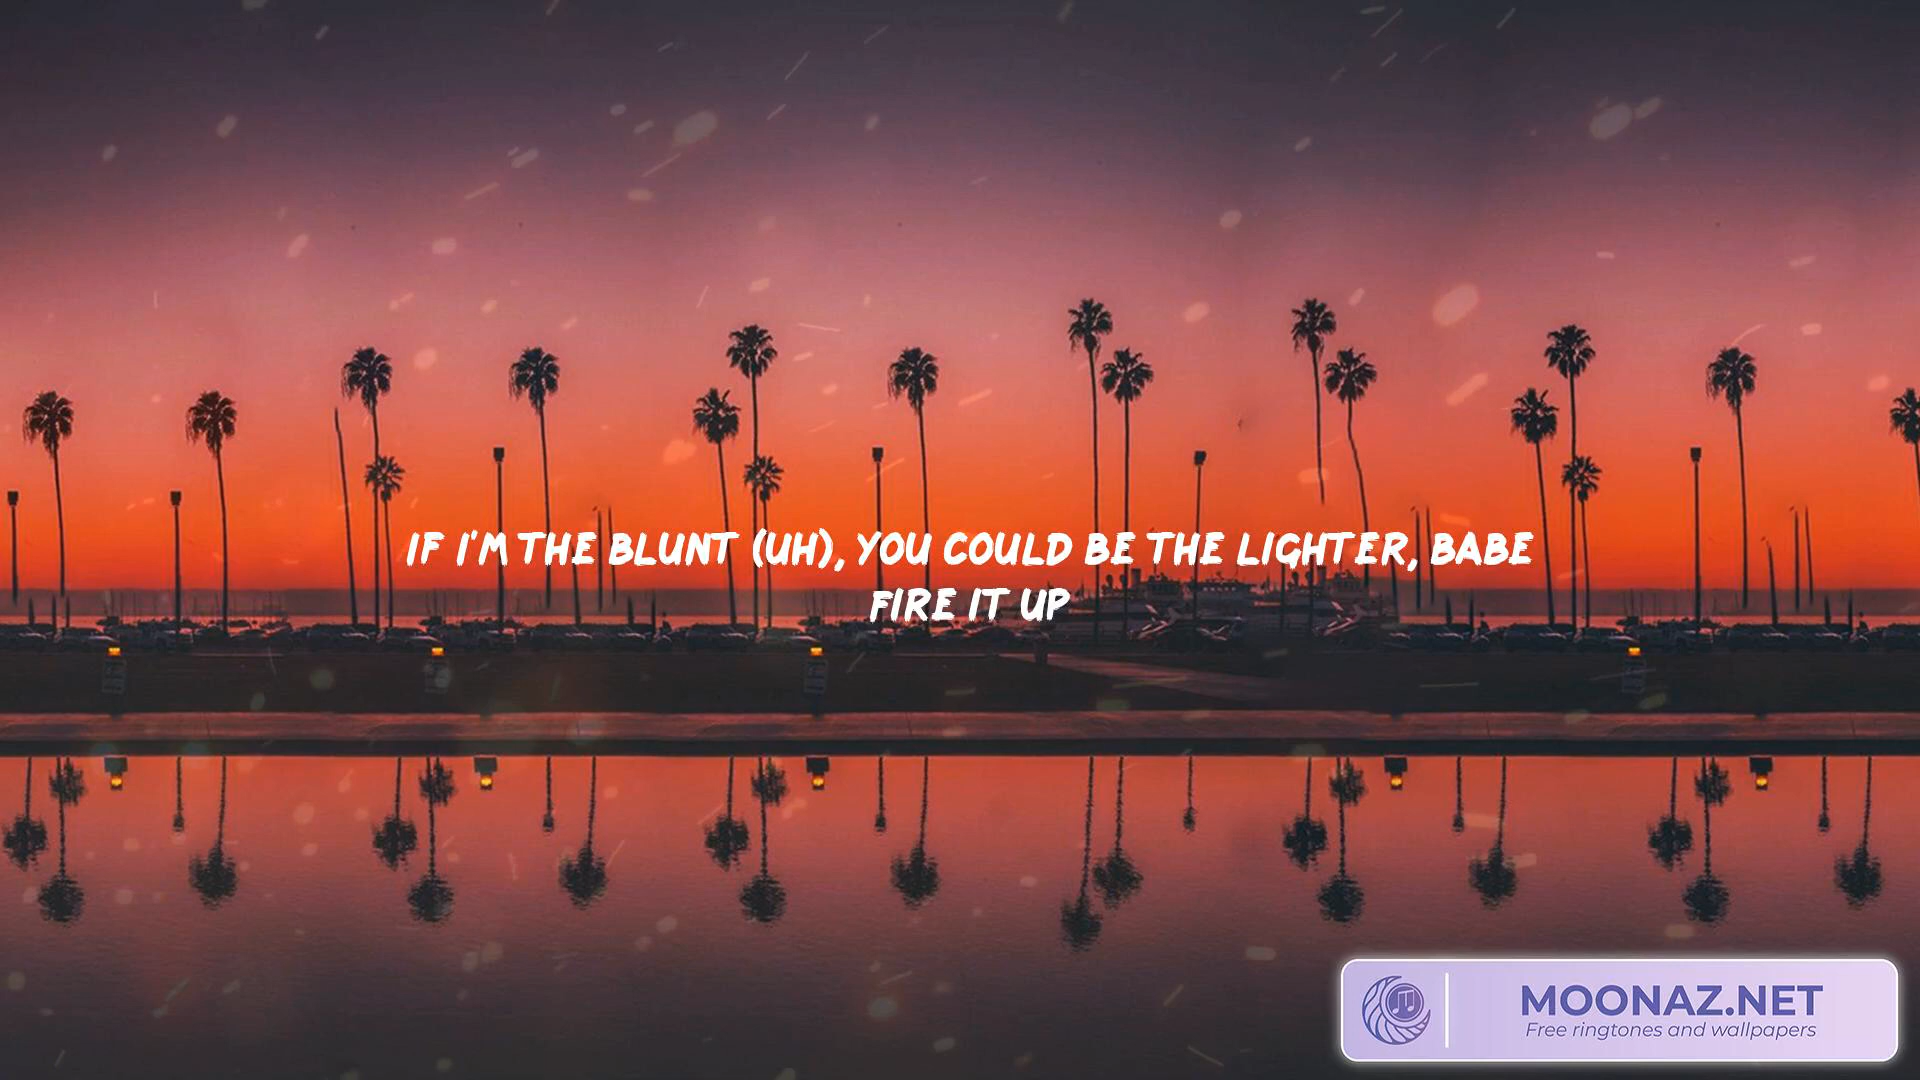 IF I'M THE BLUNT (UH), YOU COULD BE THE LIGHTER, BABE
FIRE IT UP
MOONAZ.NET
Free ringtones and wallpapers